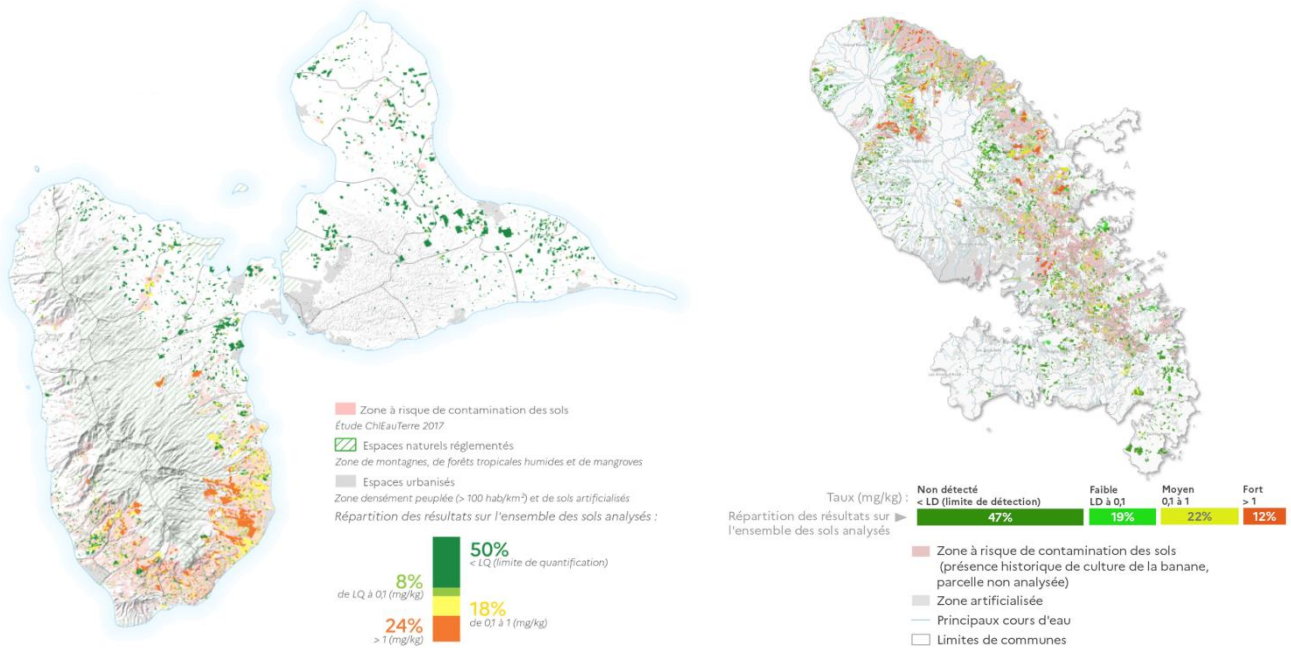 Zone à risque de contamination des sols
Étude ChlEauTerre 2017
Espaces naturels réglementés
Zone de montagnes, de forêts tropicales humides et de mangroves
Espaces urbanisés
Zone densément peuplée (> 100 hab/km²) et de sols artificialisés
Répartition des résultats sur l'ensemble des sols analysés :
50%
< LQ (limite de quantification)
8%
de LQ à 0,1 (mg/kg)
18%
de 0,1 à 1 (mg/kg)
24%
> 1 (mg/kg)
Taux (mg/kg) :
Non détecté
< LD (limite de détection)
Faible
LD à 0,1
Moyen
0,1 à 1
Fort
> 1
Répartition des résultats sur
l'ensemble des sols analysés
47%
19%
22%
12%
Zone à risque de contamination des sols
(présence historique de culture de la banane,
parcelle non analysée)
Zone artificialisée
Principaux cours d'eau
Limites de communes